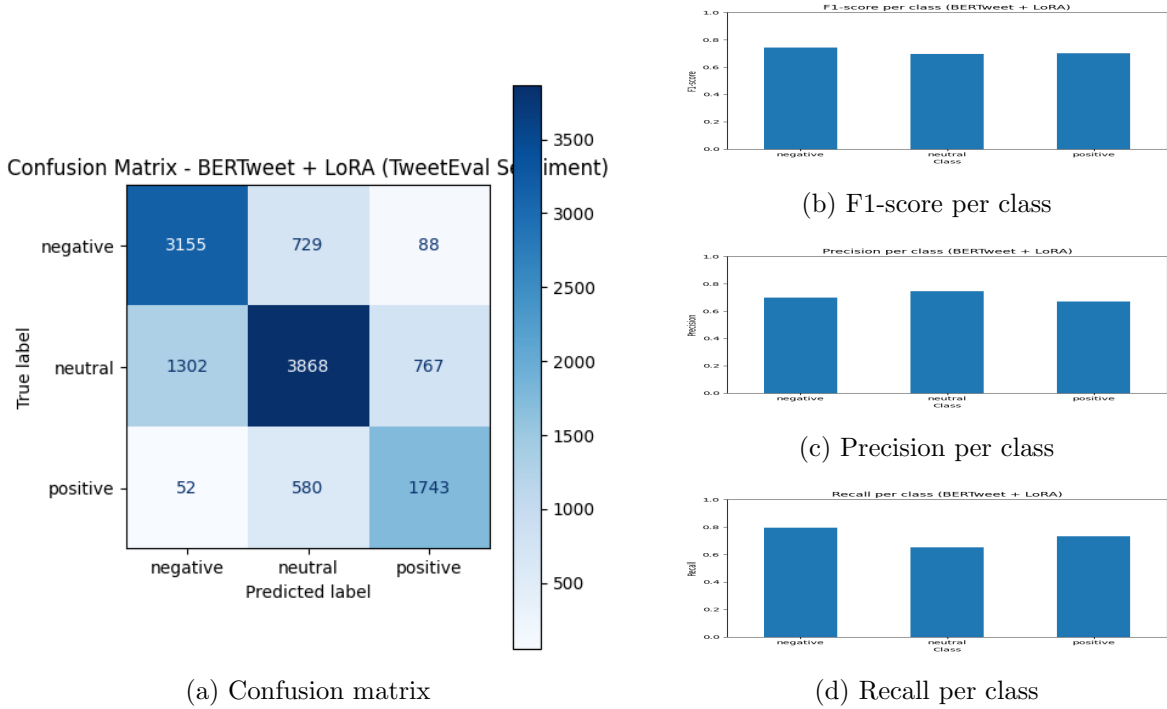 Confusion Matrix - BERTweet + LoRA (TweetEval Se iment)
True label
negative
neutral
positive
3155 729 88
1302 3868 767
52 580 1743
negative neutral positive
Predicted label
3500
3000
2500
2000
1500
1000
500
(a) Confusion matrix
F1-score per class (BERTweet + LoRA)
F1-score
1.0
0.8
0.6
0.4
0.2
0.0
negative neutral positive
Class
(b) F1-score per class
Precision per class (BERTweet + LoRA)
Precision
1.0
0.8
0.6
0.4
0.2
0.0
negative neutral positive
Class
(c) Precision per class
Recall per class (BERTweet + LoRA)
Recall
1.0
0.8
0.6
0.4
0.2
0.0
negative neutral positive
Class
(d) Recall per class